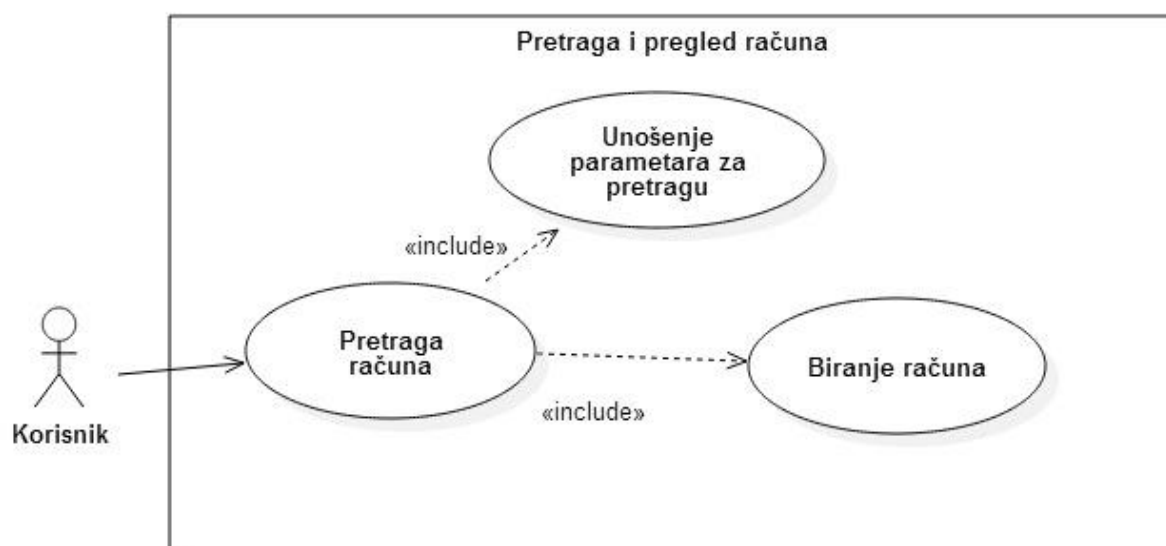 Pretraga i pregled računa
Unošenje
parametara za
pretragu
«include»
Pretraga
računa
Biranje računa
«include»
Korisnik